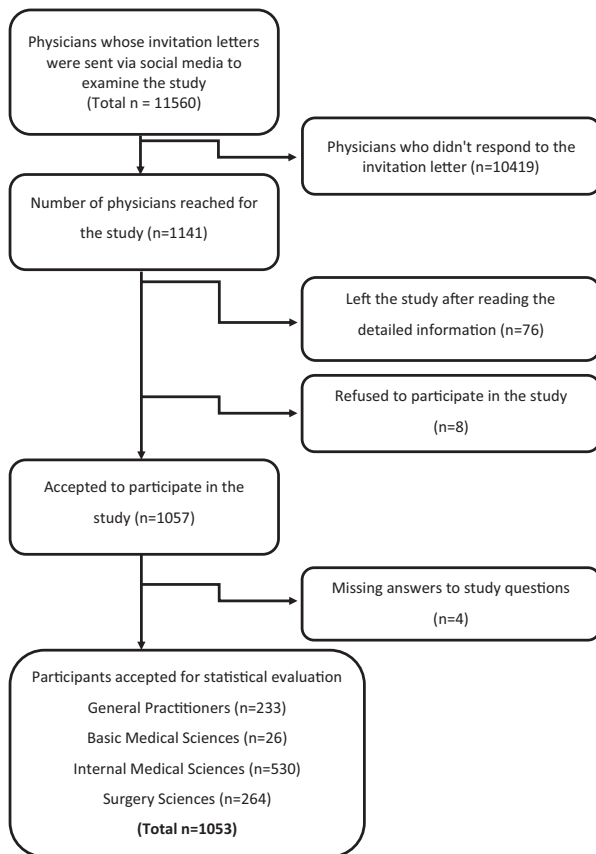 Physicians whose invitation letters
were sent via social media to
examine the study
(Total n = 11560)
Physicians who didn't respond to the
invitation letter (n=10419)
Number of physicians reached for
the study (n=1141)
Left the study after reading the
detailed information (n=76)
Refused to participate in the study
(n=8)
Accepted to participate in the
study (n=1057)
Missing answers to study questions
(n=4)
Participants accepted for statistical evaluation
General Practitioners (n=233)
Basic Medical Sciences (n=26)
Internal Medical Sciences (n=530)
Surgery Sciences (n=264)
(Total n=1053)